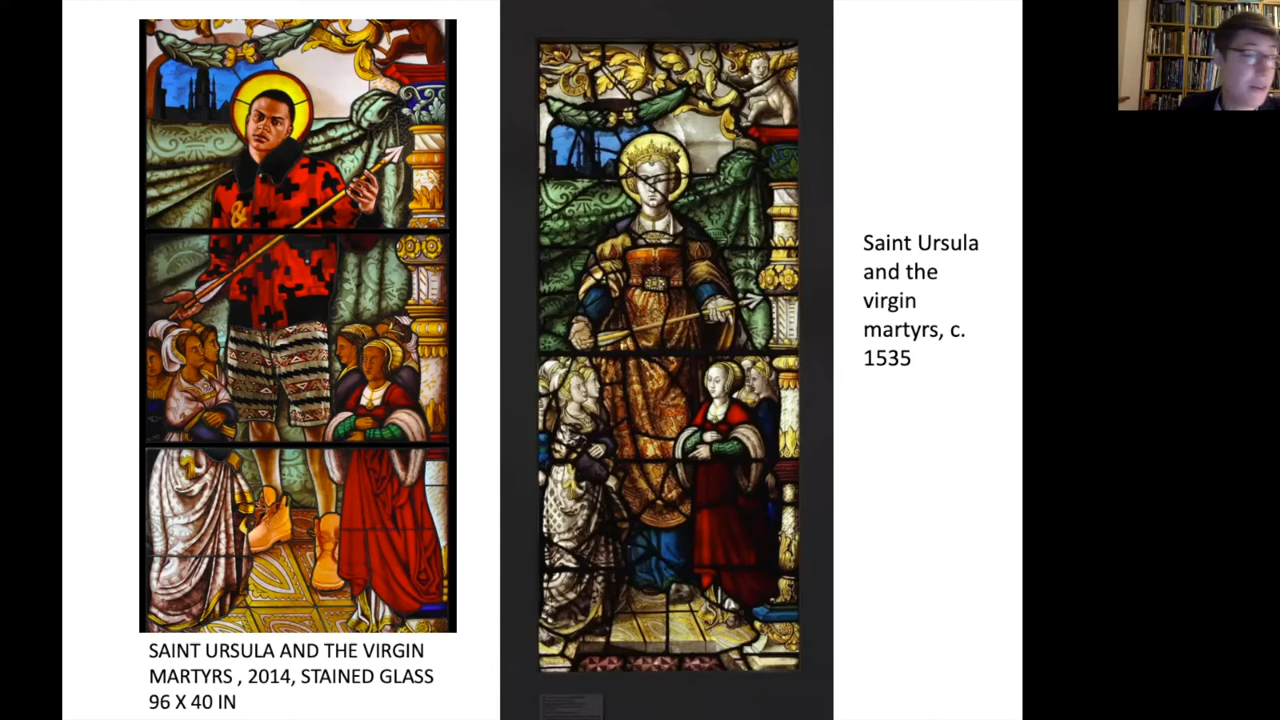 SAINT URSULA AND THE VIRGIN
MARTYRS , 2014, STAINED GLASS
96 X 40 IN
Saint Ursula
and the
virgin
martyrs, c.
1535